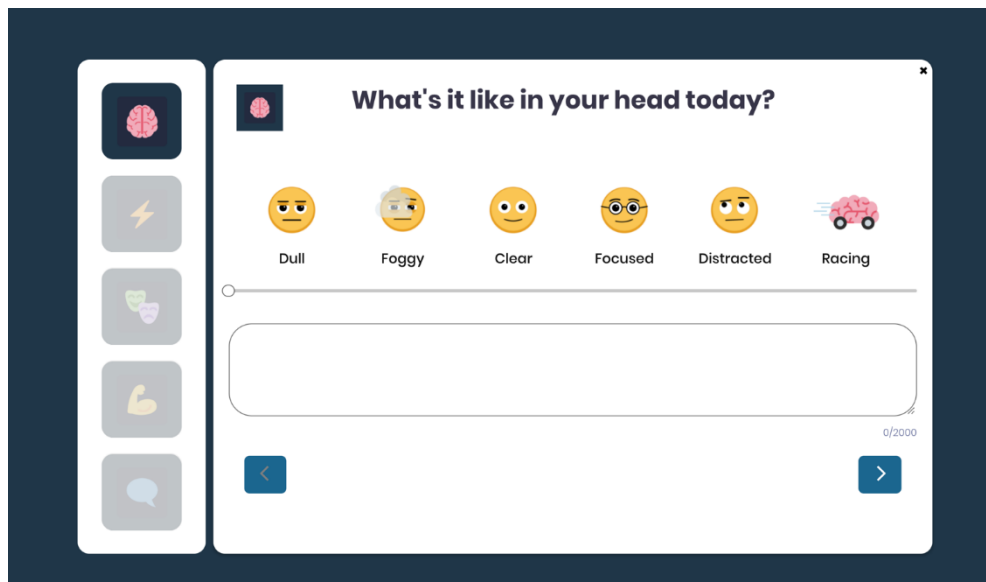 What's it like in your head today?
Dull Foggy Clear Focused Distracted Racing
0/2000